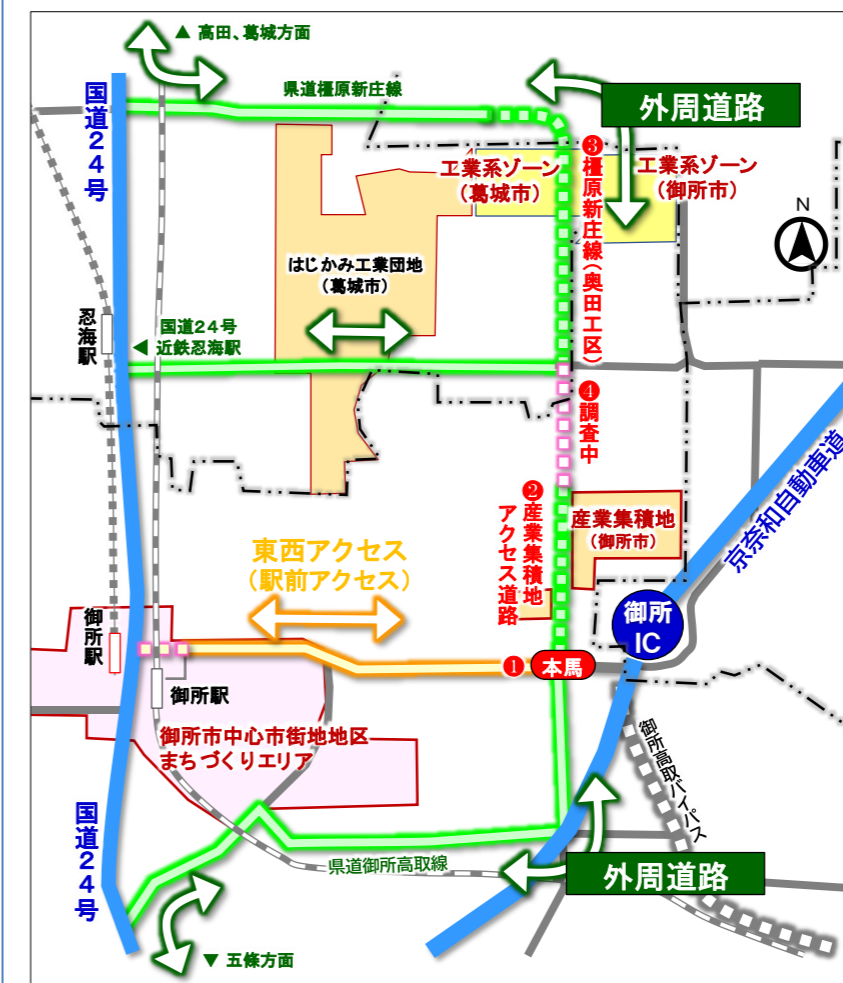 ▲ 高田、葛城方面
国道24号
県道橿原新庄線
外周道路
工業系ゾーン
(葛城市)
❸橿原新庄線(奥田工区)
工業系ゾーン
(御所市)
N
はじかみ工業団地
(葛城市)
忍海駅
国道24号
◀ 近鉄忍海駅
❹調査中
京奈和自動車道
❷産業集積地
アクセス道路
産業集積地
(御所市)
東西アクセス
(駅前アクセス)
御所
IC
御所駅
❶ 本馬
御所駅
御所市中心市街地地区
まちづくりエリア
御所高取バイパス
国道24号
県道御所高取線
外周道路
▼ 五條方面